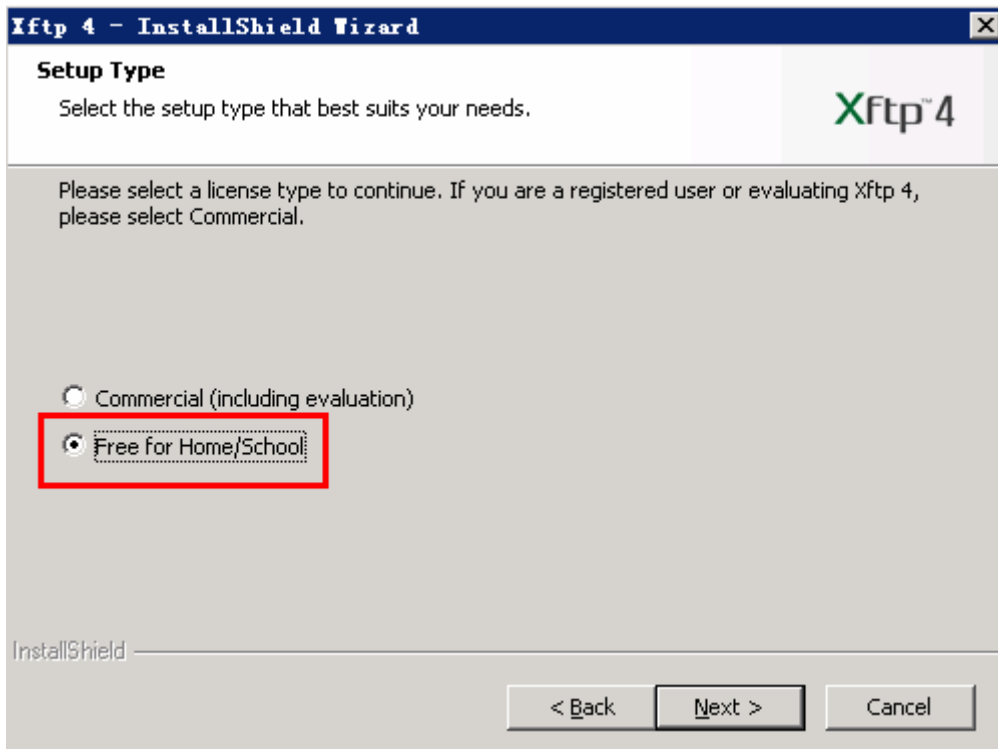 Xftp 4 - InstallShield Wizard
Setup Type
Select the setup type that best suits your needs.
Xftp™4
Please select a license type to continue. If you are a registered user or evaluating Xftp 4,
please select Commercial.
Commercial (including evaluation)
Free for Home/School
InstallShield
< Back
Next >
Cancel